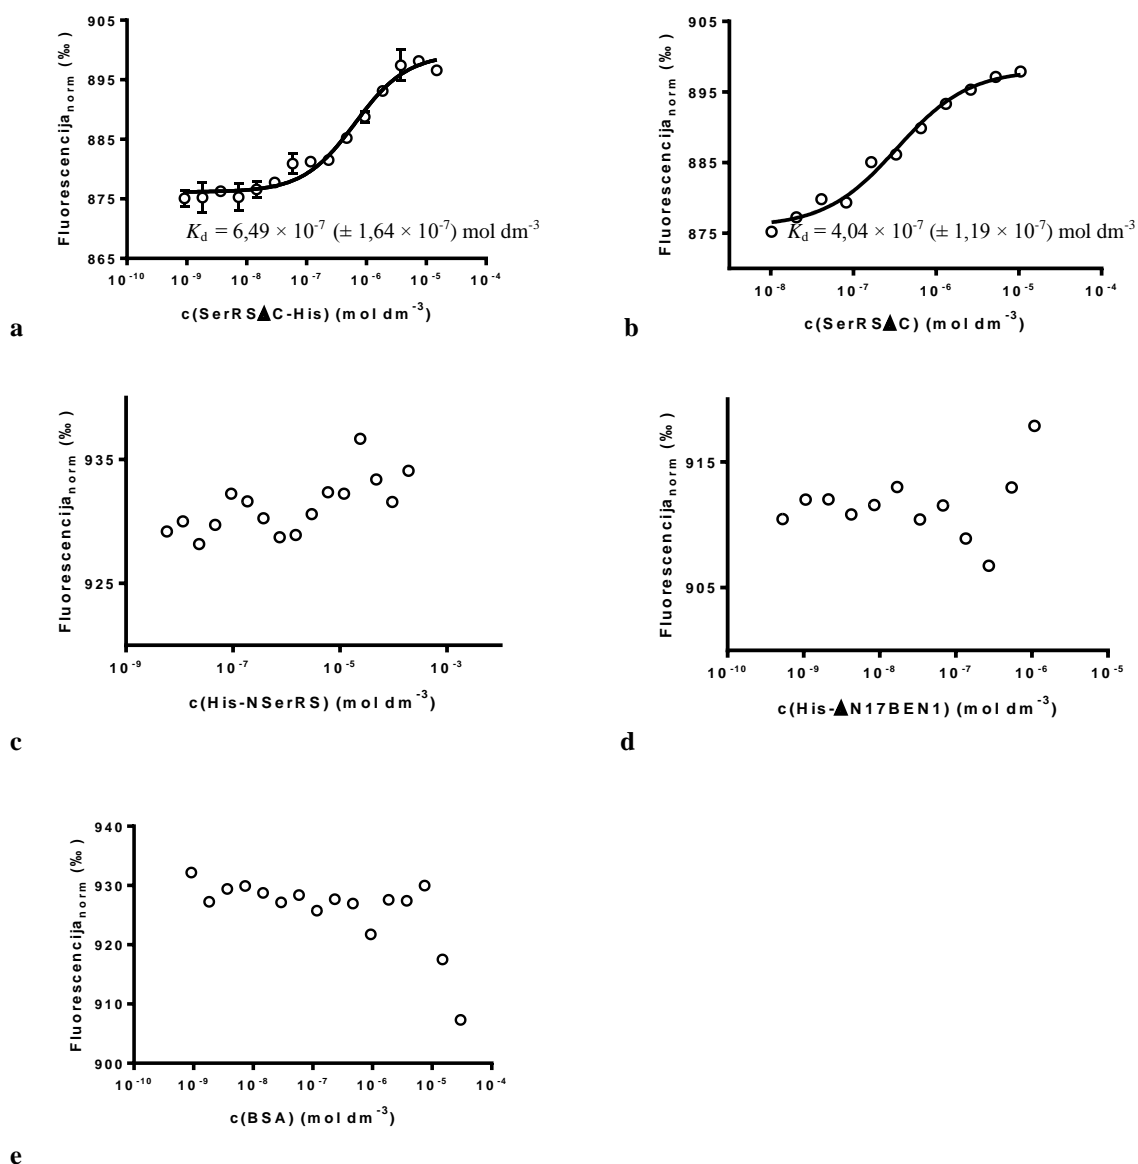 905
895
885
875
865
Fluorescencija norm (‰)
K d = 6,49 × 10 -7 (± 1,64 × 10 -7 ) mol dm -3
10 -10 10 -9 10 -8 10 -7 10 -6 10 -5 10 -4
c(SerRS▲C-His) (mol dm -3 )
a
905
895
885
875
Fluorescencija norm (‰)
K d = 4,04 × 10 -7 (± 1,19 × 10 -7 ) mol dm -3
10 -8 10 -7 10 -6 10 -5 10 -4
c(SerRS▲C) (mol dm -3 )
b
935
925
Fluorescencija norm (‰)
10 -9 10 -7 10 -5 10 -3
c(His-NSerRS) (mol dm -3 )
c
915
905
Fluorescencija norm (‰)
10 -10 10 -9 10 -8 10 -7 10 -6 10 -5
c(His-▲N17BEN1) (mol dm -3 )
d
940
930
920
910
900
Fluorescencija norm (‰)
10 -10 10 -9 10 -8 10 -7 10 -6 10 -5 10 -4
c(BSA) (mol dm -3 )
e